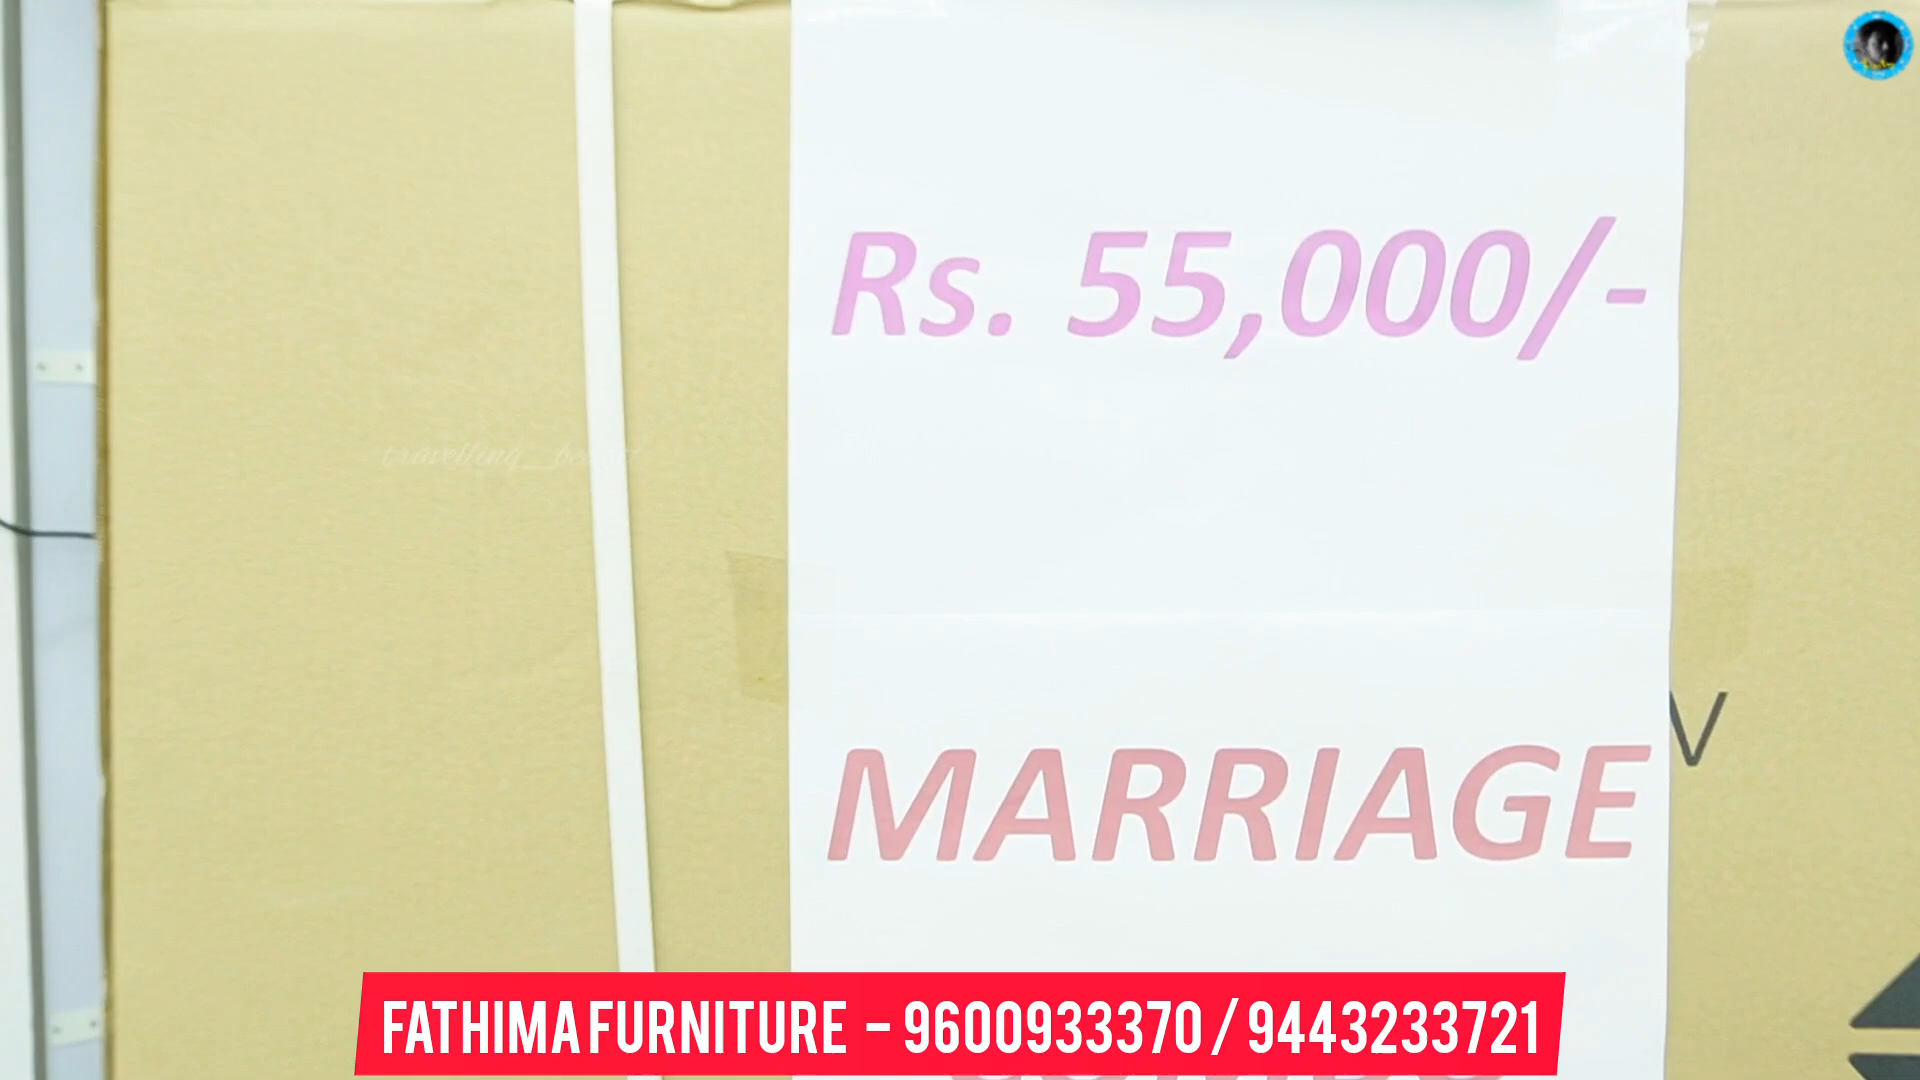 Rs. 55,000/-
MARRIAGE
V
FATHIMA FURNITURE - 9600933370 / 9443233721